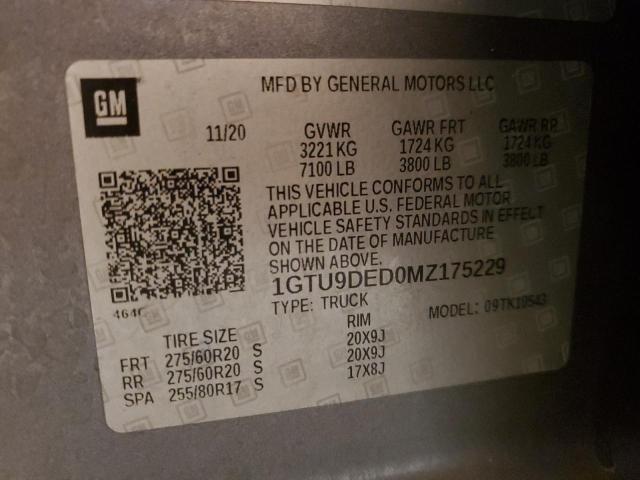 GM
MFD BY GENERAL MOTORS LLC
11/20 GVWR GAWR FRT GAWR RR
3221 KG 1724 KG 1724 KG
7100 LB 3800 LB 3800 LB
THIS VEHICLE CONFORMS TO ALL
APPLICABLE U.S. FEDERAL MOTOR
VEHICLE SAFETY STANDARDS IN EFFECT
ON THE DATE OF MANUFACTURE
SHOWN ABOVE.
1GTU9DED0MZ175229
TYPE: TRUCK MODEL: 09TK10543
TIRE SIZE RIM
FRT 275/60R20 S 20X9J
RR 275/60R20 S 20X9J
SPA 255/80R17 S 17X8J